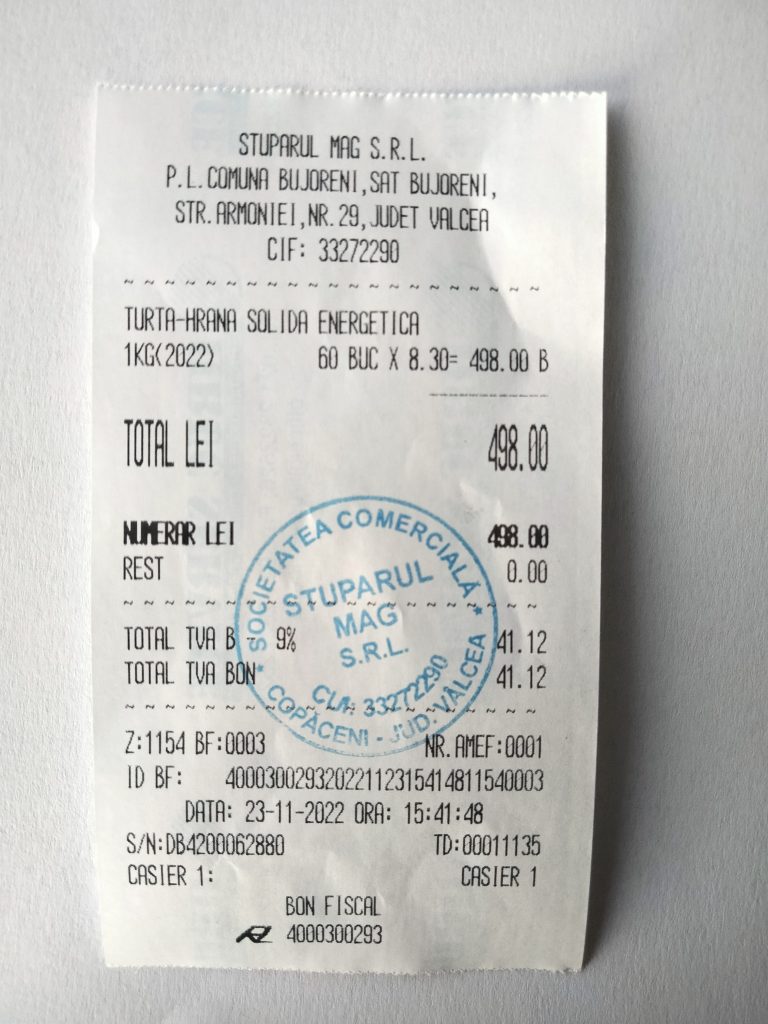 STUPARUL MAG S.R.L.
P.L.COMUNA BUJORENI,SAT BUJORENI,
STR.ARMONIEI,NR.29,JUDET VALCEA
CIF: 33272290
~ ~ ~ ~ ~ ~ ~ ~ ~ ~ ~ ~ ~ ~ ~ ~ ~ ~ ~ ~ ~
TURTA-HRANA SOLIDA ENERGETICA
1KG(2022) 60 BUC X 8.30= 498.00 B
TOTAL LEI 498.00
NUMERAR LEI 498.00
REST 0.00
~ ~ ~ ~ ~ ~ ~ ~ ~ ~ ~ ~ ~ ~ ~ ~ ~ ~ ~ ~ ~
TOTAL TVA B - 9% 41.12
TOTAL TVA BON 41.12
~ ~ ~ ~ ~ ~ ~ ~ ~ ~ ~ ~ ~ ~ ~ ~ ~ ~ ~ ~ ~
* SOCIETATEA COMERCIALĂ *
STUPARUL
MAG
S.R.L.
CUI: 33272290
COPĂCENI - JUD. VÂLCEA
Z:1154 BF:0003 NR.AMEF:0001
ID BF: 40003002932022112315414811540003
DATA: 23-11-2022 ORA: 15:41:48
S/N:DB4200062880 TD:00011135
CASIER 1: CASIER 1
BON FISCAL
4000300293